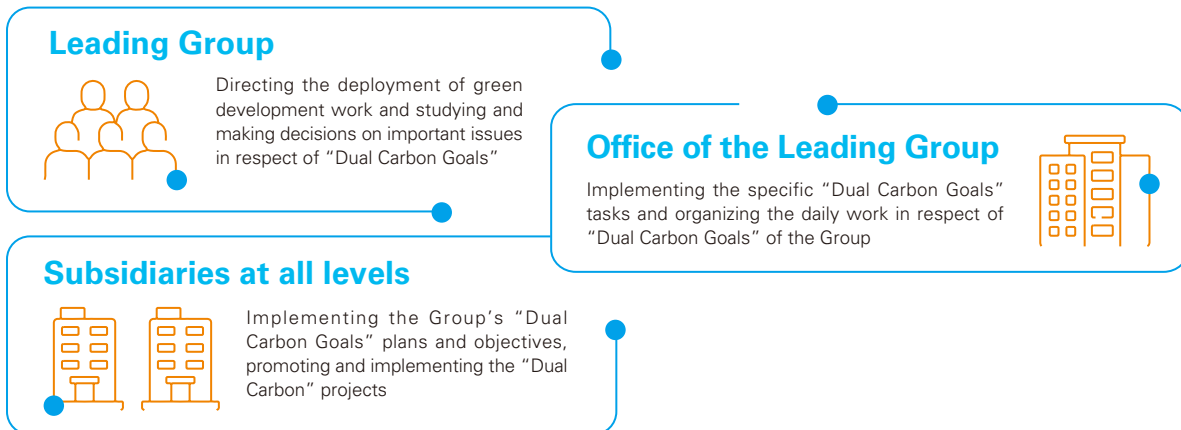 Leading Group
Directing the deployment of green
development work and studying and
making decisions on important issues
in respect of “Dual Carbon Goals”
Office of the Leading Group
Implementing the specific “Dual Carbon Goals”
tasks and organizing the daily work in respect of
“Dual Carbon Goals” of the Group
Subsidiaries at all levels
Implementing the Group’s “Dual
Carbon Goals” plans and objectives,
promoting and implementing the “Dual
Carbon” projects